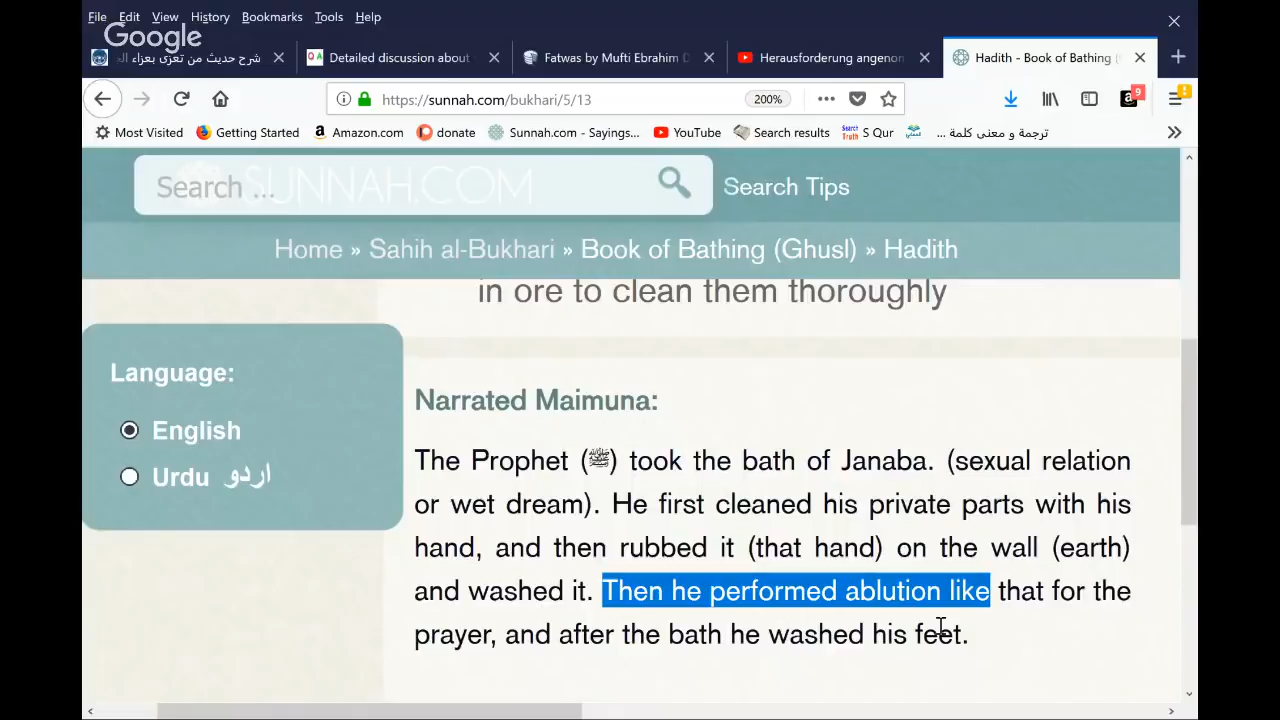 File Edit View History Bookmarks Tools Help
Google
شرح حديث من تعزى بعزاء ال
Detailed discussion about
Fatwas by Mufti Ebrahim D
Herausforderung angenom
Hadith - Book of Bathing (
https://sunnah.com/bukhari/5/13
200%
9
Most Visited Getting Started Amazon.com donate Sunnah.com - Sayings... YouTube Search results S Qur ترجمة و معنى كلمة ...
SUNNAH.COM
Search ...
Search Tips
Home » Sahih al-Bukhari » Book of Bathing (Ghusl) » Hadith
in ore to clean them thoroughly
Language:
English
Urdu اردو
Narrated Maimuna:
The Prophet (ﷺ) took the bath of Janaba. (sexual relation
or wet dream). He first cleaned his private parts with his
hand, and then rubbed it (that hand) on the wall (earth)
and washed it. Then he performed ablution like that for the
prayer, and after the bath he washed his feet.